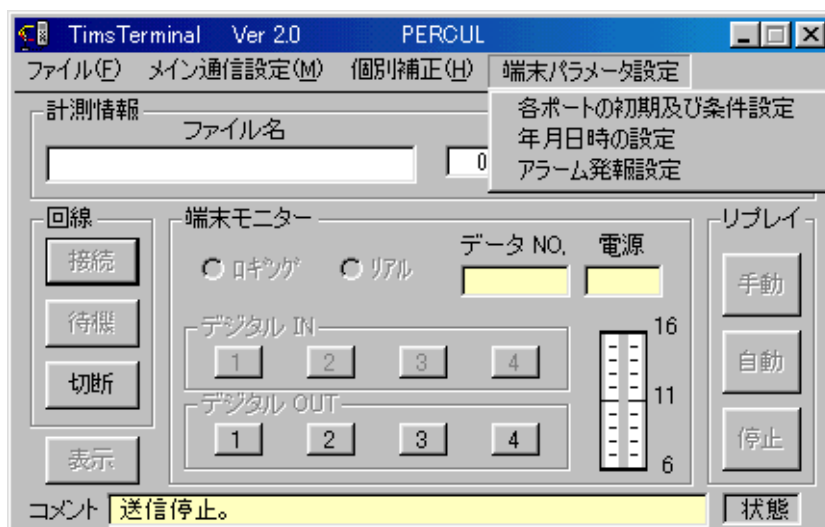 TimsTerminal Ver 2.0 PERCUL
ファイル(F) メイン通信設定(M) 個別補正(H) 端末パラメータ設定
各ポートの初期及び条件設定
年月日時の設定
アラーム発報設定
計測情報
ファイル名
0
回線
接続
待機
切断
表示
端末モニター
ロギング リアル
データ NO. 電源
デジタル IN
1 2 3 4
デジタル OUT
1 2 3 4
16
11
6
リプレイ
手動
自動
停止
コメント 送信停止。 状態